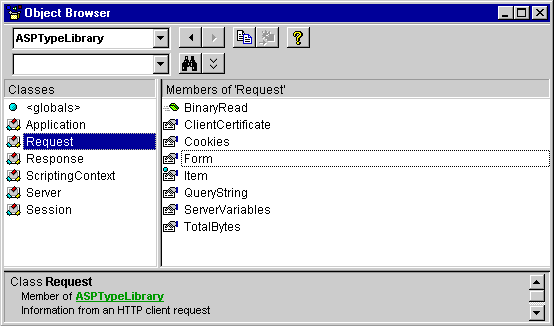 Object Browser
ASPTypeLibrary
Classes
<globals>
Application
Request
Response
ScriptingContext
Server
Session
Members of 'Request'
BinaryRead
ClientCertificate
Cookies
Form
Item
QueryString
ServerVariables
TotalBytes
Class Request
Member of ASPTypeLibrary
Information from an HTTP client request